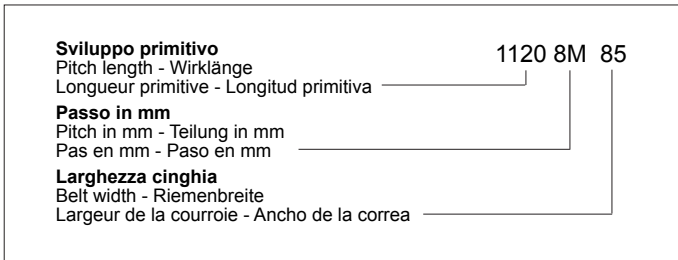 Sviluppo primitivo 1120 8M 85
Pitch length - Wirklänge
Longueur primitive - Longitud primitiva
Passo in mm
Pitch in mm - Teilung in mm
Pas en mm - Paso en mm
Larghezza cinghia
Belt width - Riemenbreite
Largeur de la courroie - Ancho de la correa